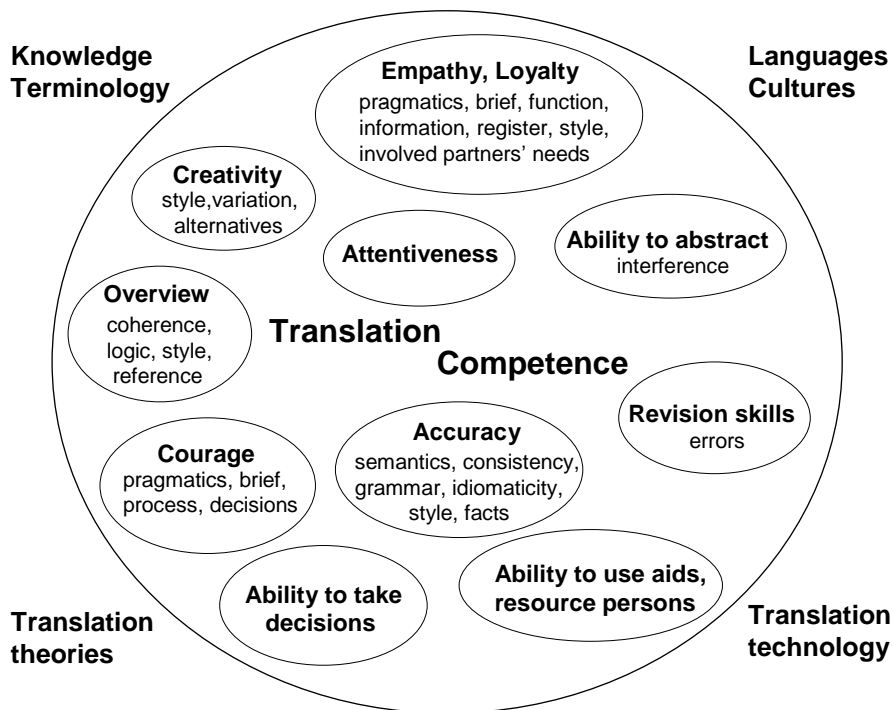 Knowledge
Terminology
Languages
Cultures
Empathy, Loyalty
pragmatics, brief, function,
information, register, style,
involved partners’ needs
Creativity
style,variation,
alternatives
Attentiveness
Ability to abstract
interference
Overview
coherence,
logic, style,
reference
Translation
Competence
Revision skills
errors
Courage
pragmatics, brief,
process, decisions
Accuracy
semantics, consistency,
grammar, idiomaticity,
style, facts
Ability to take
decisions
Ability to use aids,
resource persons
Translation
theories
Translation
technology